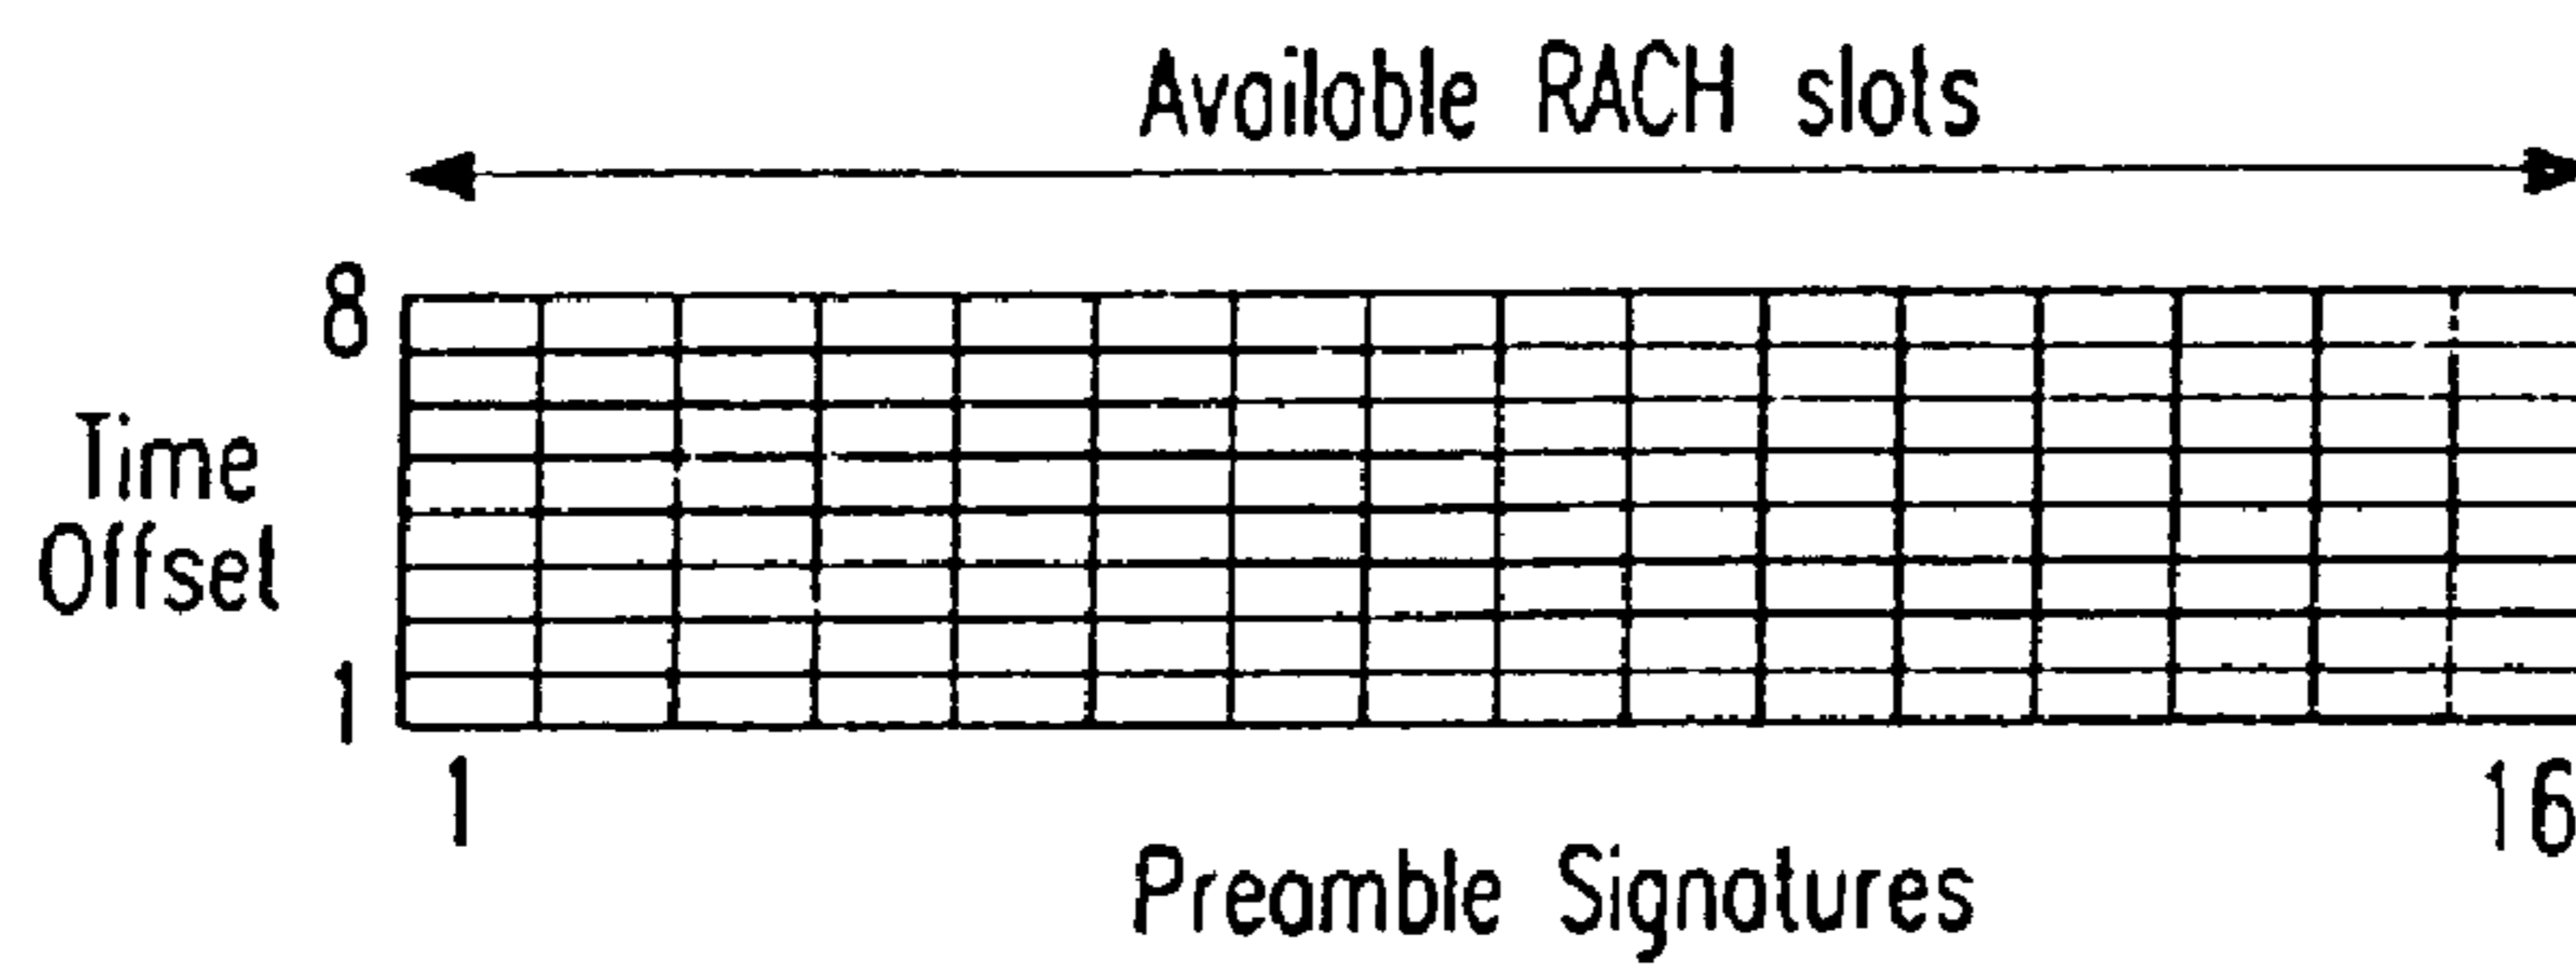 Available RACH slots
8
Time
Offset
1
1
16
Preamble Signatures